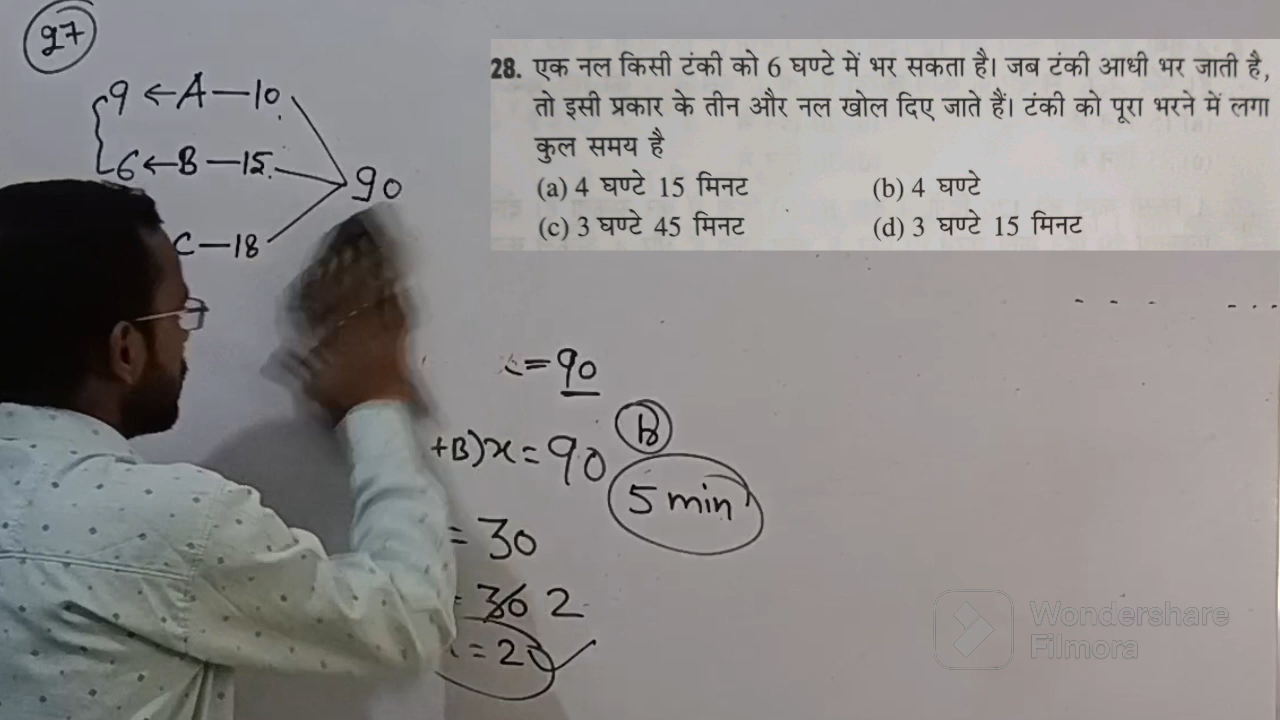 27
9 ← A — 10
6 ← B — 15
C — 18
90
28. एक नल किसी टंकी को 6 घण्टे में भर सकता है। जब टंकी आधी भर जाती है,
तो इसी प्रकार के तीन और नल खोल दिए जाते हैं। टंकी को पूरा भरने में लगा
कुल समय है
(a) 4 घण्टे 15 मिनट (b) 4 घण्टे
(c) 3 घण्टे 45 मिनट (d) 3 घण्टे 15 मिनट
= 90
+B)x = 90
b
5 min
= 30
= 30 2
= 20
Wondershare
Filmora